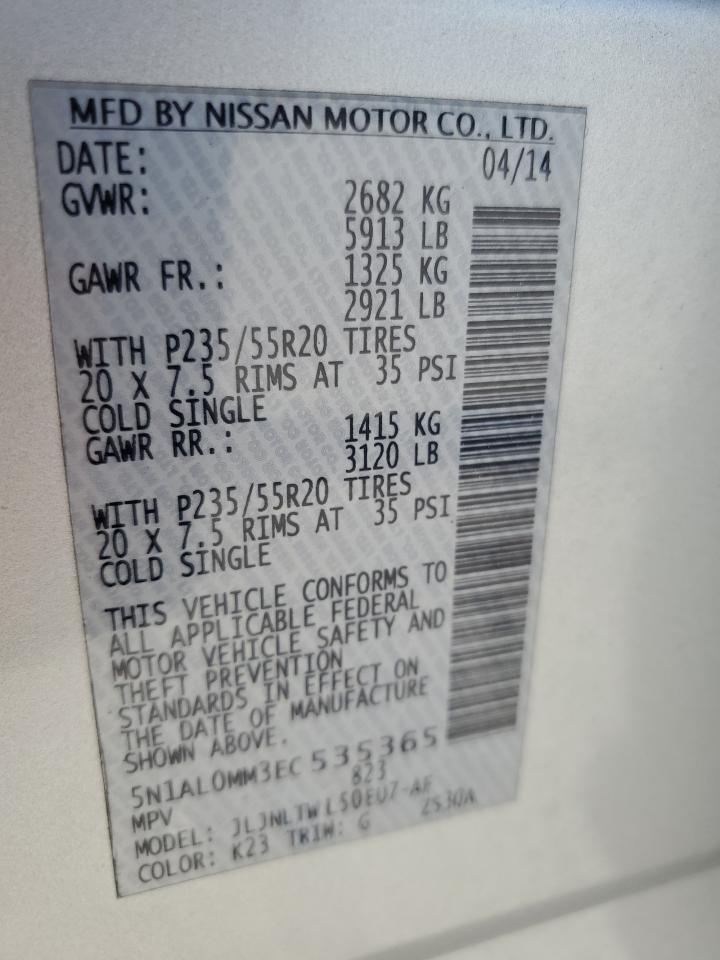 MFD BY NISSAN MOTOR CO., LTD.
DATE: 04/14
GVWR: 2682 KG
5913 LB
GAWR FR.: 1325 KG
2921 LB
WITH P235/55R20 TIRES
20 X 7.5 RIMS AT 35 PSI
COLD SINGLE
GAWR RR.: 1415 KG
3120 LB
WITH P235/55R20 TIRES
20 X 7.5 RIMS AT 35 PSI
COLD SINGLE
THIS VEHICLE CONFORMS TO
ALL APPLICABLE FEDERAL
MOTOR VEHICLE SAFETY AND
THEFT PREVENTION
STANDARDS IN EFFECT ON
THE DATE OF MANUFACTURE
SHOWN ABOVE.
5N1AL0MM3EC535365
MPV 823
MODEL: JLJNLTWL50EU7-AF
COLOR: K23 TRIM: G 2S30A